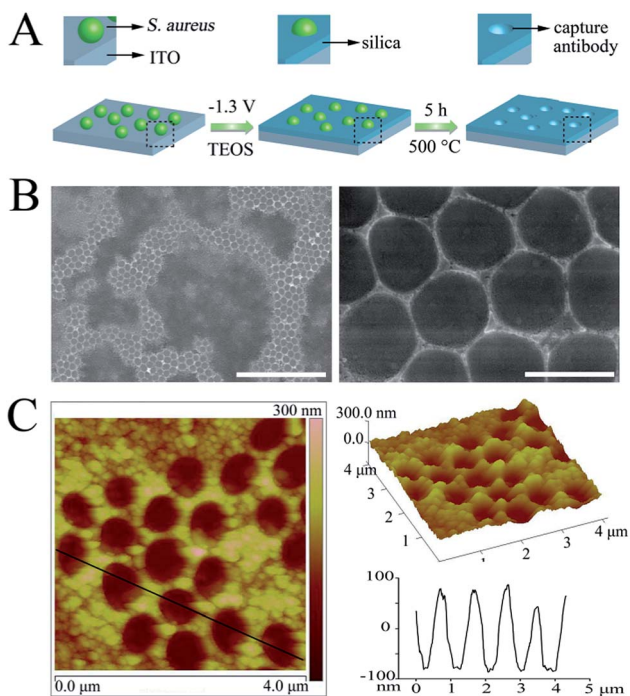 A
S. aureus
ITO
silica
capture
antibody
-1.3 V
TEOS
5 h
500 °C
B
C
300 nm
0.0 μm
4.0 μm
300.0 nm
0.0
4 μm
3
2
1
1
2
3
4 μm
100
0
-100
nm
0
1
2
3
4
5
μm